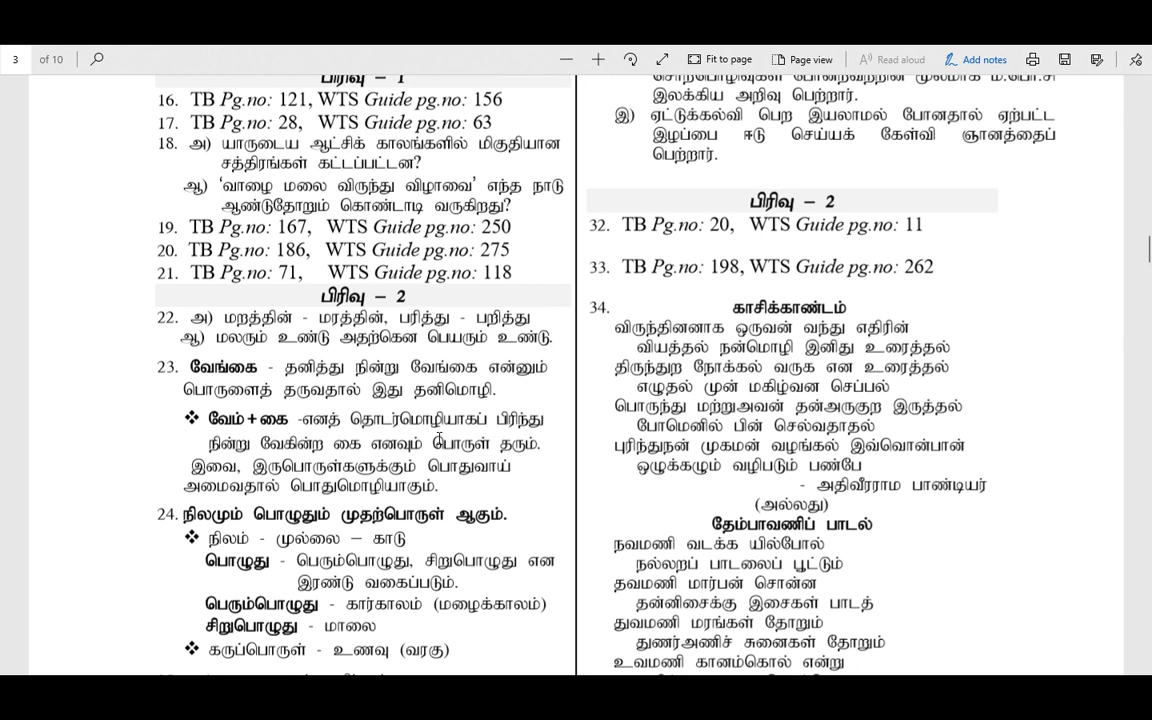 3 of 10 Fit to page Page view Read aloud Add notes
பிரிவு – 1
16. TB Pg.no: 121, WTS Guide pg.no: 156
17. TB Pg.no: 28, WTS Guide pg.no: 63
18. அ) யாருடைய ஆட்சிக் காலங்களில் மிகுதியான
சத்திரங்கள் கட்டப்பட்டன?
ஆ) ‘வாழை மலை விருந்து விழாவை’ எந்த நாடு
ஆண்டுதோறும் கொண்டாடி வருகிறது?
19. TB Pg.no: 167, WTS Guide pg.no: 250
20. TB Pg.no: 186, WTS Guide pg.no: 275
21. TB Pg.no: 71, WTS Guide pg.no: 118
பிரிவு – 2
22. அ) மறத்தின் - மரத்தின், பரித்து - பறித்து
ஆ) மலரும் உண்டு அதற்கென பெயரும் உண்டு.
23. வேங்கை - தனித்து நின்று வேங்கை என்னும்
பொருளைத் தருவதால் இது தனிமொழி.
❖ வேம்+கை -எனத் தொடர்மொழியாகப் பிரிந்து
நின்று வேகின்ற கை எனவும் பொருள் தரும்.
இவை, இருபொருள்களுக்கும் பொதுவாய்
அமைவதால் பொதுமொழியாகும்.
24. நிலமும் பொழுதும் முதற்பொருள் ஆகும்.
❖ நிலம் - முல்லை – காடு
பொழுது - பெரும்பொழுது, சிறுபொழுது என
இரண்டு வகைப்படும்.
பெரும்பொழுது - கார்காலம் (மழைக்காலம்)
சிறுபொழுது - மாலை
❖ கருப்பொருள் - உணவு (வரகு)
சொற்பொழிவுகள் போன்றவற்றின் மூலமாக ம.பொ.சி
இலக்கிய அறிவு பெற்றார்.
இ) ஏட்டுக்கல்வி பெற இயலாமல் போனதால் ஏற்பட்ட
இழப்பை ஈடு செய்யக் கேள்வி ஞானத்தைப்
பெற்றார்.
பிரிவு – 2
32. TB Pg.no: 20, WTS Guide pg.no: 11
33. TB Pg.no: 198, WTS Guide pg.no: 262
34. காசிக்காண்டம்
விருந்தினனாக ஒருவன் வந்து எதிரின்
வியத்தல் நன்மொழி இனிது உரைத்தல்
திருந்துற நோக்கல் வருக என உரைத்தல்
எழுதல் முன் மகிழ்வன செப்பல்
பொருந்து மற்றுஅவன் தன்அருகுற இருத்தல்
போமெனில் பின் செல்வதாதல்
புரிந்துநன் முகமன் வழங்கல் இவ்வொன்பான்
ஒழுக்கழும் வழிபடும் பண்பே
- அதிவீரராம பாண்டியர்
(அல்லது)
தேம்பாவணிப் பாடல்
நவமணி வடக்க யில்போல்
நல்லறப் பாடலைப் பூட்டும்
தவமணி மார்பன் சொன்ன
தன்னிசைக்கு இசைகள் பாடத்
துவமணி மரங்கள் தோறும்
துணர்அணிச் சுனைகள் தோறும்
உவமணி கானம்கொல் என்று